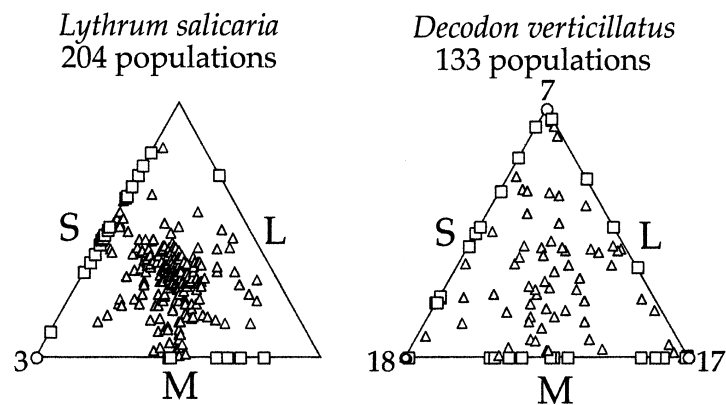 Lythrum salicaria
204 populations
S
L
3
M
Decodon verticillatus
133 populations
7
S
L
18
17
M